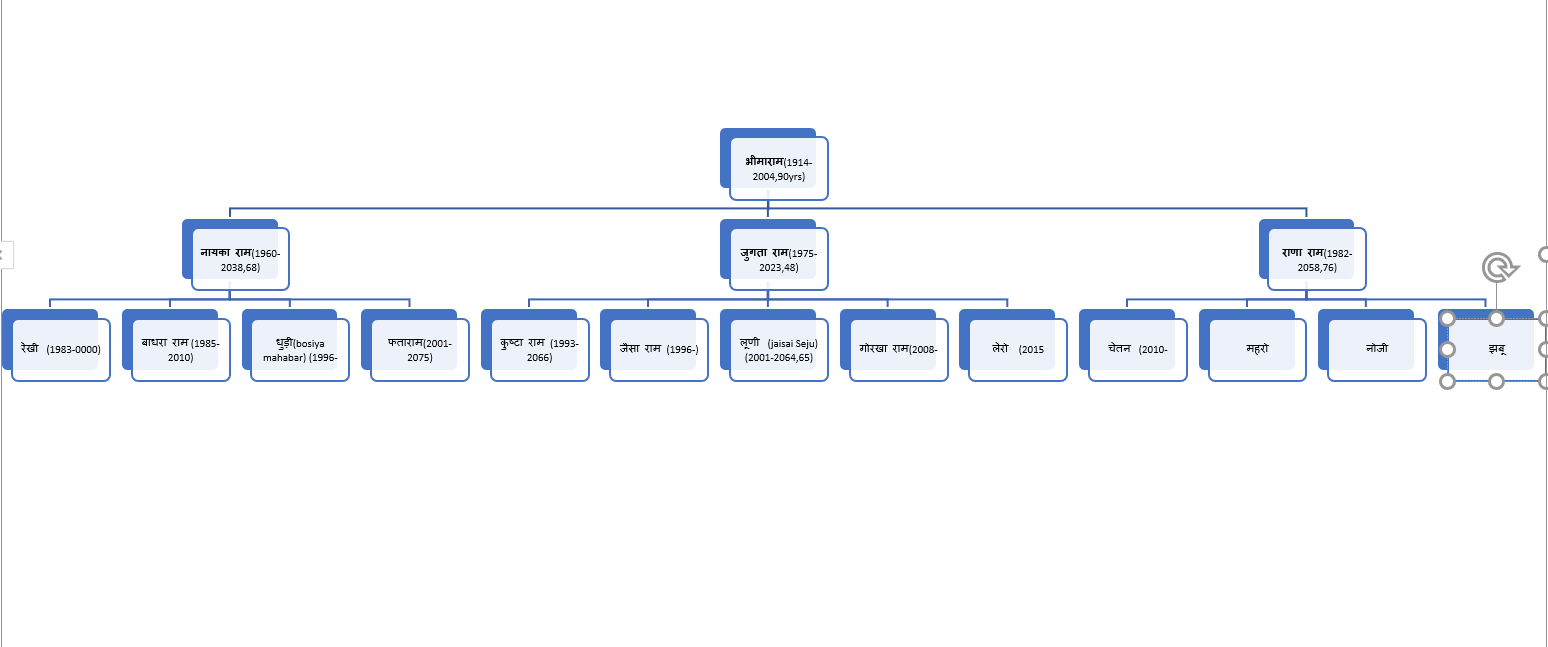 भीमाराम(1914-
2004,90yrs)
नायका राम(1960-
2038,68)
जुगता राम(1975-
2023,48)
राणा राम(1982-
2058,76)
रेखी (1983-0000)
बाधरा राम (1985-
2010)
धुड़ी(bosiya
mahabar) (1996-
फताराम(2001-
2075)
कुष्टा राम (1993-
2066)
जैसा राम (1996-)
लूणी (jaisai Seju)
(2001-2064,65)
गोरखा राम(2008-
लेरो (2015
चेतन (2010-
महरो
नोजी
झबू